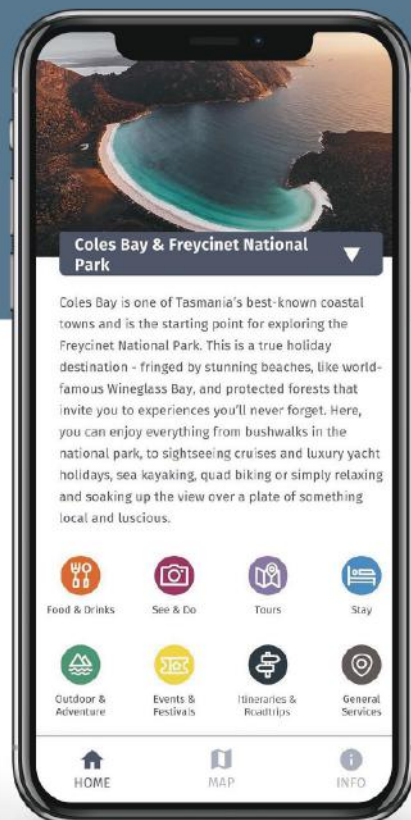 Coles Bay & Freycinet National
Park
Coles Bay is one of Tasmania's best-known coastal
towns and is the starting point for exploring the
Freycinet National Park. This is a true holiday
destination - fringed by stunning beaches, like world-
famous Wineglass Bay, and protected forests that
invite you to experiences you'll never forget. Here,
you can enjoy everything from bushwalks in the
national park, to sightseeing cruises and luxury yacht
holidays, sea kayaking, quad biking or simply relaxing
and soaking up the view over a plate of something
local and luscious.
Food & Drinks
See & Do
Tours
Stay
Outdoor &
Adventure
Events &
Festivals
Itineraries &
Roadtrips
General
Services
HOME
MAP
INFO